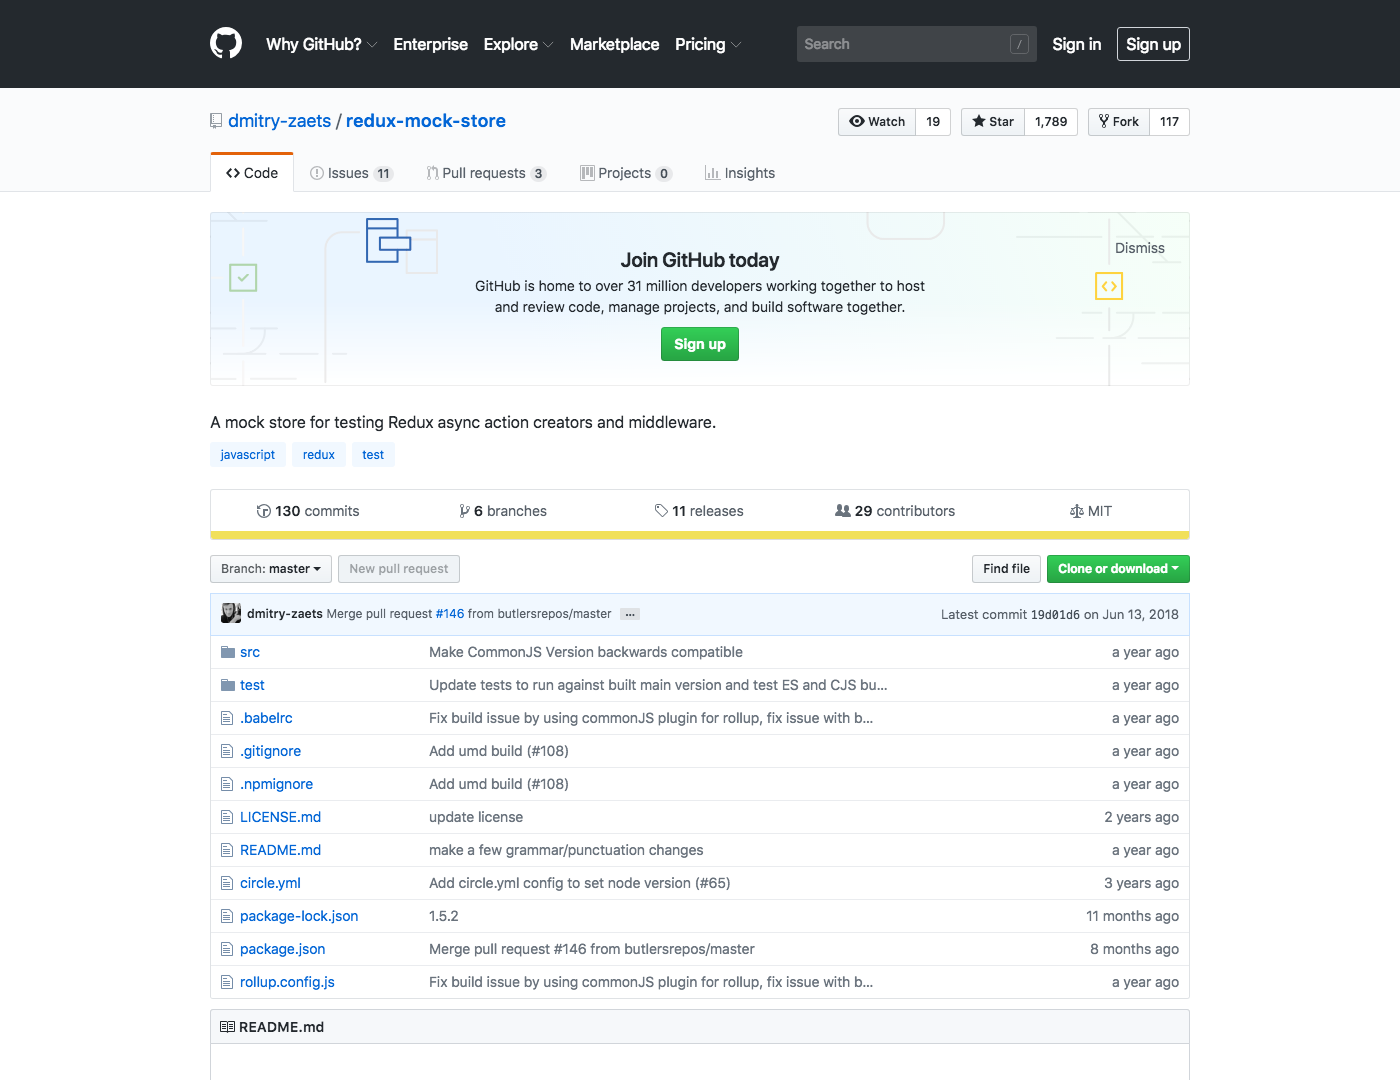 Why GitHub? Enterprise Explore Marketplace Pricing Search / Sign in Sign up
dmitry-zaets / redux-mock-store Watch 19 Star 1,789 Fork 117
Code Issues 11 Pull requests 3 Projects 0 Insights
Dismiss
Join GitHub today
GitHub is home to over 31 million developers working together to host
and review code, manage projects, and build software together.
Sign up
A mock store for testing Redux async action creators and middleware.
javascript redux test
130 commits 6 branches 11 releases 29 contributors MIT
Branch: master New pull request Find file Clone or download
dmitry-zaets Merge pull request #146 from butlersrepos/master … Latest commit 19d01d6 on Jun 13, 2018
src Make CommonJS Version backwards compatible a year ago
test Update tests to run against built main version and test ES and CJS bu… a year ago
.babelrc Fix build issue by using commonJS plugin for rollup, fix issue with b… a year ago
.gitignore Add umd build (#108) a year ago
.npmignore Add umd build (#108) a year ago
LICENSE.md update license 2 years ago
README.md make a few grammar/punctuation changes a year ago
circle.yml Add circle.yml config to set node version (#65) 3 years ago
package-lock.json 1.5.2 11 months ago
package.json Merge pull request #146 from butlersrepos/master 8 months ago
rollup.config.js Fix build issue by using commonJS plugin for rollup, fix issue with b… a year ago
README.md